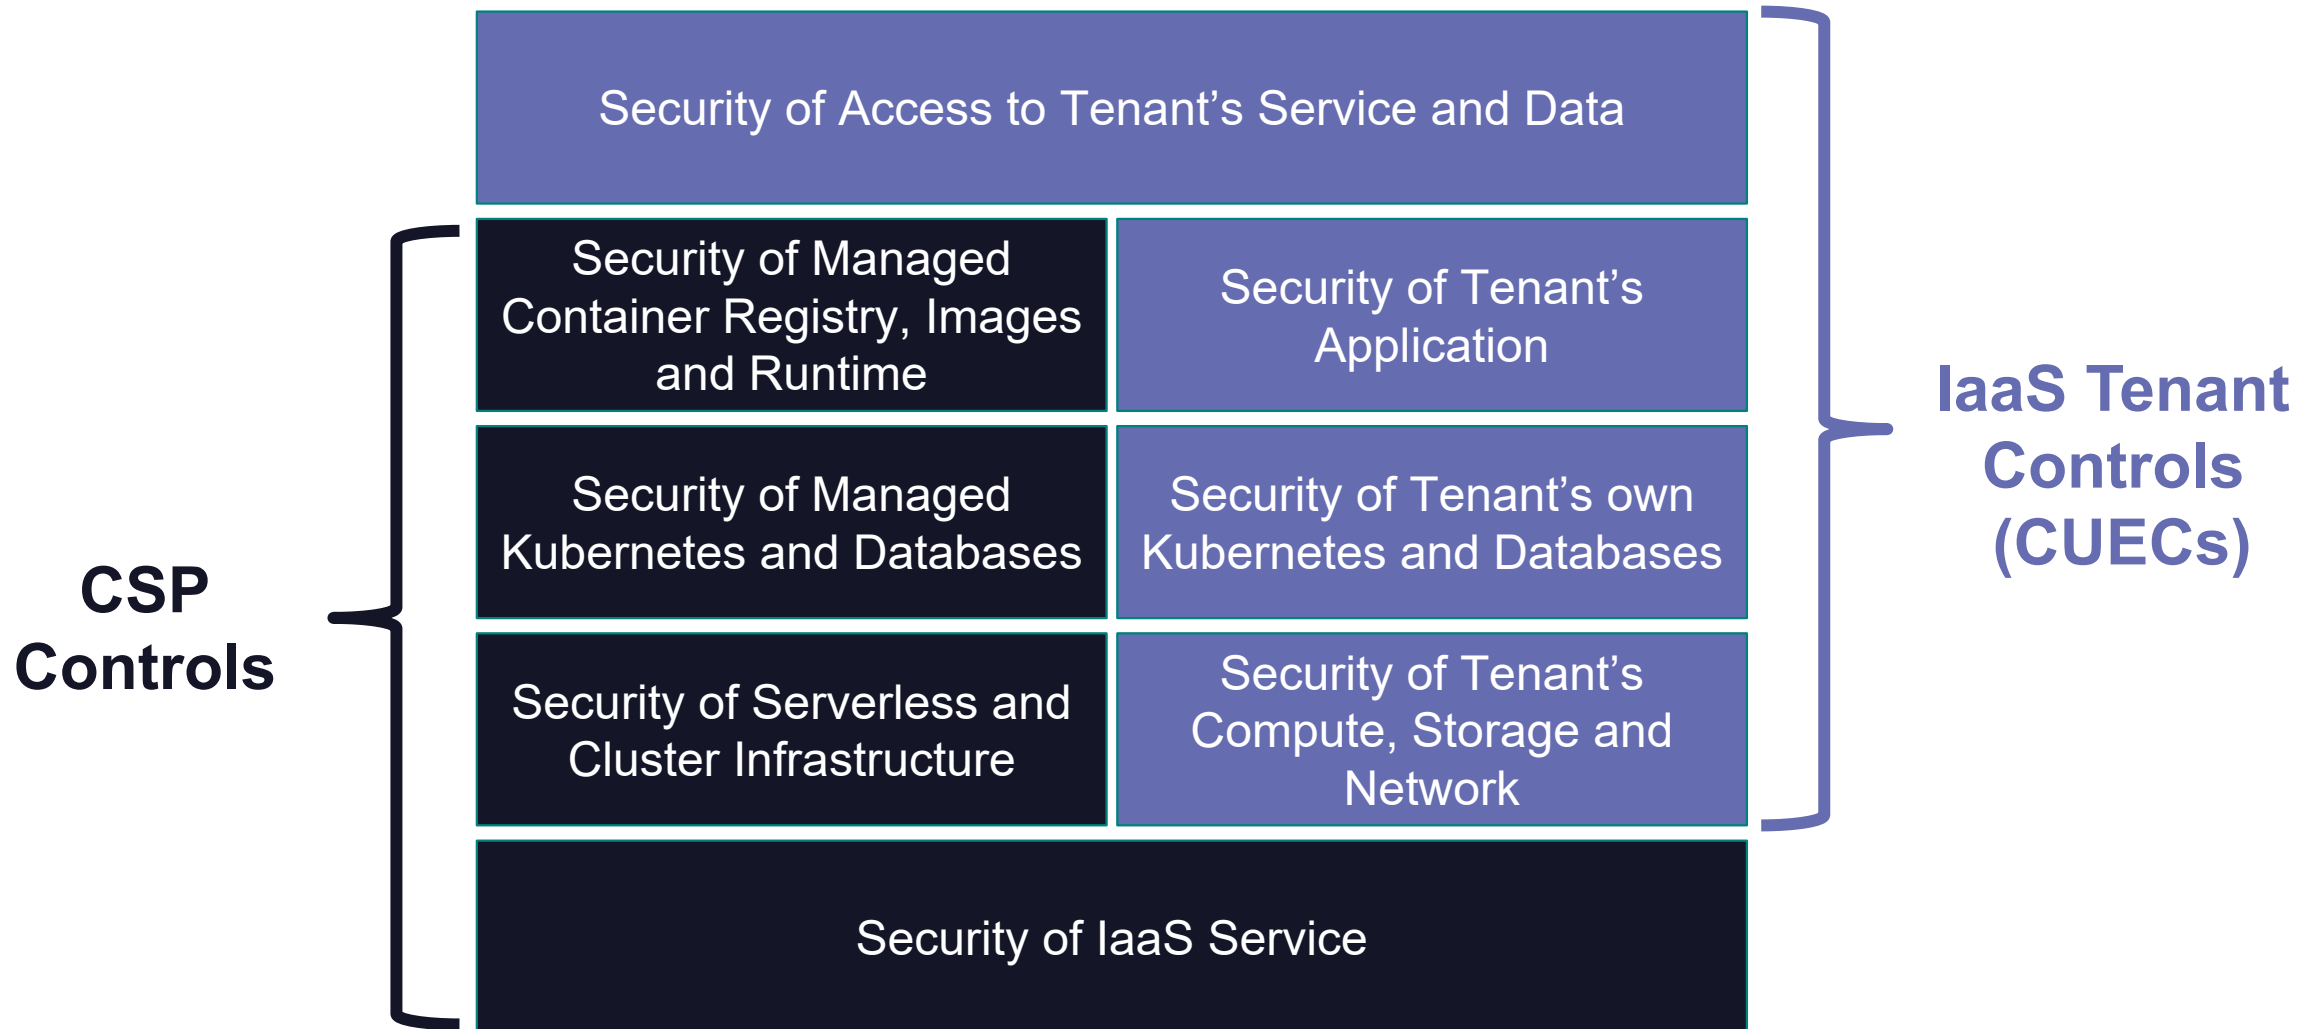 Security of Access to Tenant’s Service and Data
Security of Managed
Container Registry, Images
and Runtime
Security of Tenant’s
Application
Security of Managed
Kubernetes and Databases
Security of Tenant’s own
Kubernetes and Databases
Security of Serverless and
Cluster Infrastructure
Security of Tenant’s
Compute, Storage and
Network
Security of IaaS Service
CSP
Controls
IaaS Tenant
Controls
(CUECs)